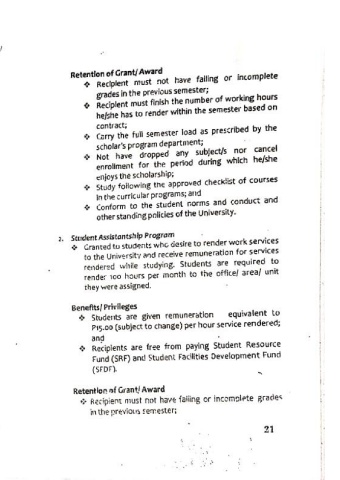 Retention of Grant/ Award
❖ Recipient must not have failing or incomplete
grades in the previous semester;
❖ Recipient must finish the number of working hours
he/she has to render within the semester based on
contract;
❖ Carry the full semester load as prescribed by the
scholar's program department;
❖ Not have dropped any subject/s nor cancel
enrollment for the period during which he/she
enjoys the scholarship;
❖ Study following the approved checklist of courses
in the curricular programs; and
❖ Conform to the student norms and conduct and
other standing policies of the University.
2. Student Assistantship Program
❖ Granted to students who desire to render work services
to the University and receive remuneration for services
rendered while studying. Students are required to
render 100 hours per month to the office/ area/ unit
they were assigned.
Benefits/ Privileges
❖ Students are given remuneration equivalent to
P15.00 (subject to change) per hour service rendered;
and
❖ Recipients are free from paying Student Resource
Fund (SRF) and Student Facilities Development Fund
(SFDF).
Retention of Grant/ Award
❖ Recipient must not have failing or incomplete grades
in the previous semester;
21